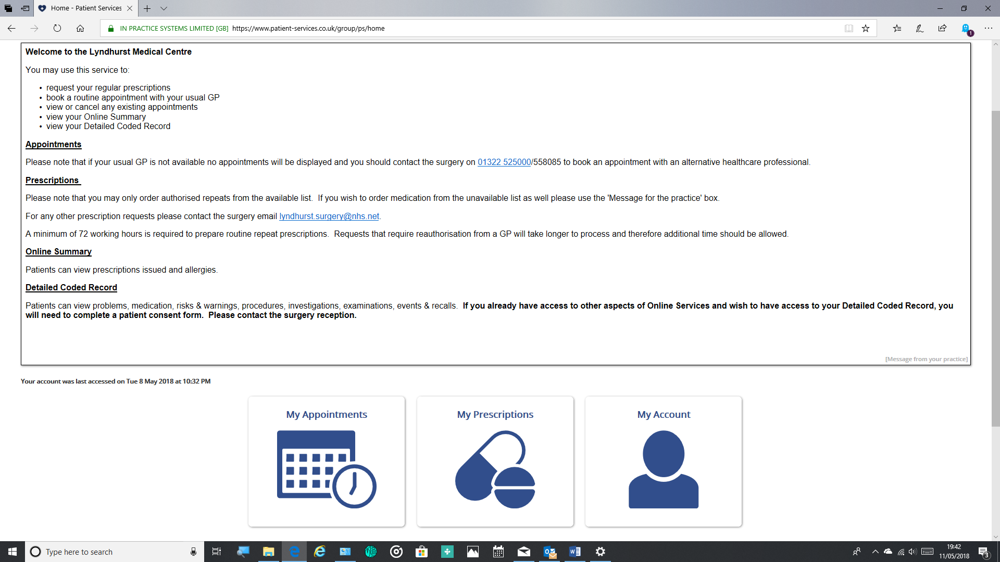 Home - Patient Services
IN PRACTICE SYSTEMS LIMITED [GB] https://www.patient-services.co.uk/group/ps/home
1
Welcome to the Lyndhurst Medical Centre
You may use this service to:
• request your regular prescriptions
• book a routine appointment with your usual GP
• view or cancel any existing appointments
• view your Online Summary
• view your Detailed Coded Record
Appointments
Please note that if your usual GP is not available no appointments will be displayed and you should contact the surgery on 01322 525000/558085 to book an appointment with an alternative healthcare professional.
Prescriptions
Please note that you may only order authorised repeats from the available list. If you wish to order medication from the unavailable list as well please use the 'Message for the practice' box.
For any other prescription requests please contact the surgery email lyndhurst.surgery@nhs.net.
A minimum of 72 working hours is required to prepare routine repeat prescriptions. Requests that require reauthorisation from a GP will take longer to process and therefore additional time should be allowed.
Online Summary
Patients can view prescriptions issued and allergies.
Detailed Coded Record
Patients can view problems, medication, risks & warnings, procedures, investigations, examinations, events & recalls. If you already have access to other aspects of Online Services and wish to have access to your Detailed Coded Record, you
will need to complete a patient consent form. Please contact the surgery reception.
[Message from your practice]
Your account was last accessed on Tue 8 May 2018 at 10:32 PM
My Appointments
My Prescriptions
My Account
Type here to search
19:42
11/05/2018
3